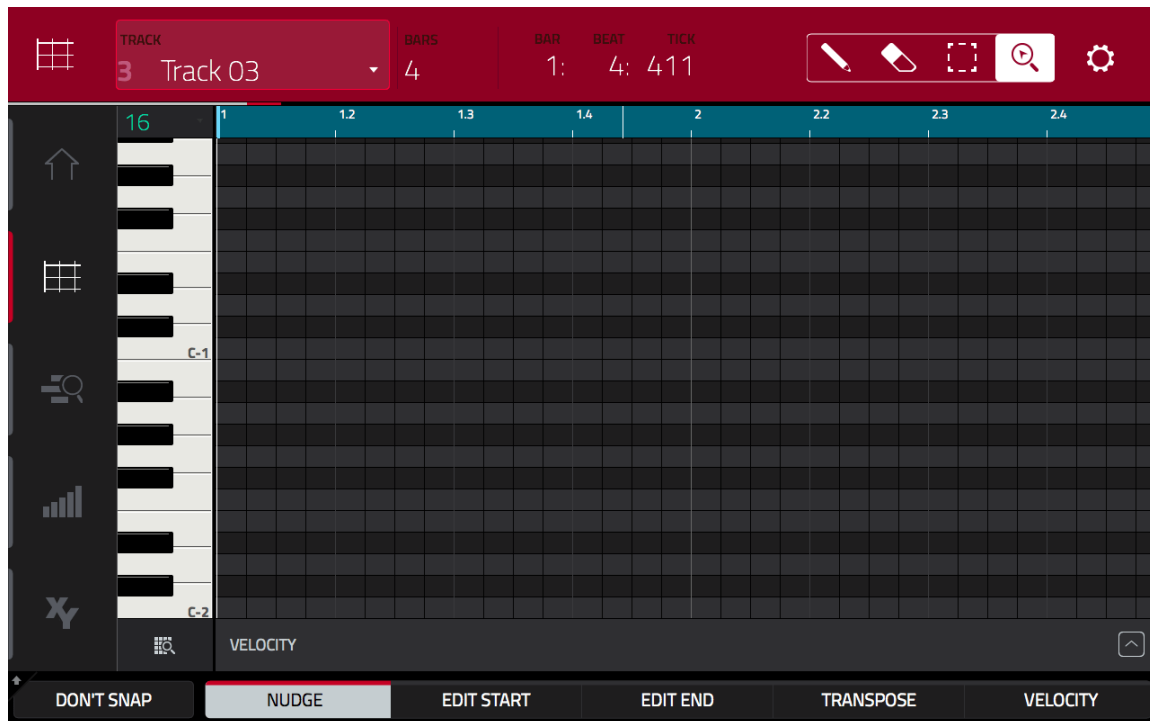 TRACK BARS BAR BEAT TICK
3 Track 03 4 1: 4: 411
16 1 1.2 1.3 1.4 2 2.2 2.3 2.4
C-1
XY
C-2
VELOCITY
DON'T SNAP NUDGE EDIT START EDIT END TRANSPOSE VELOCITY